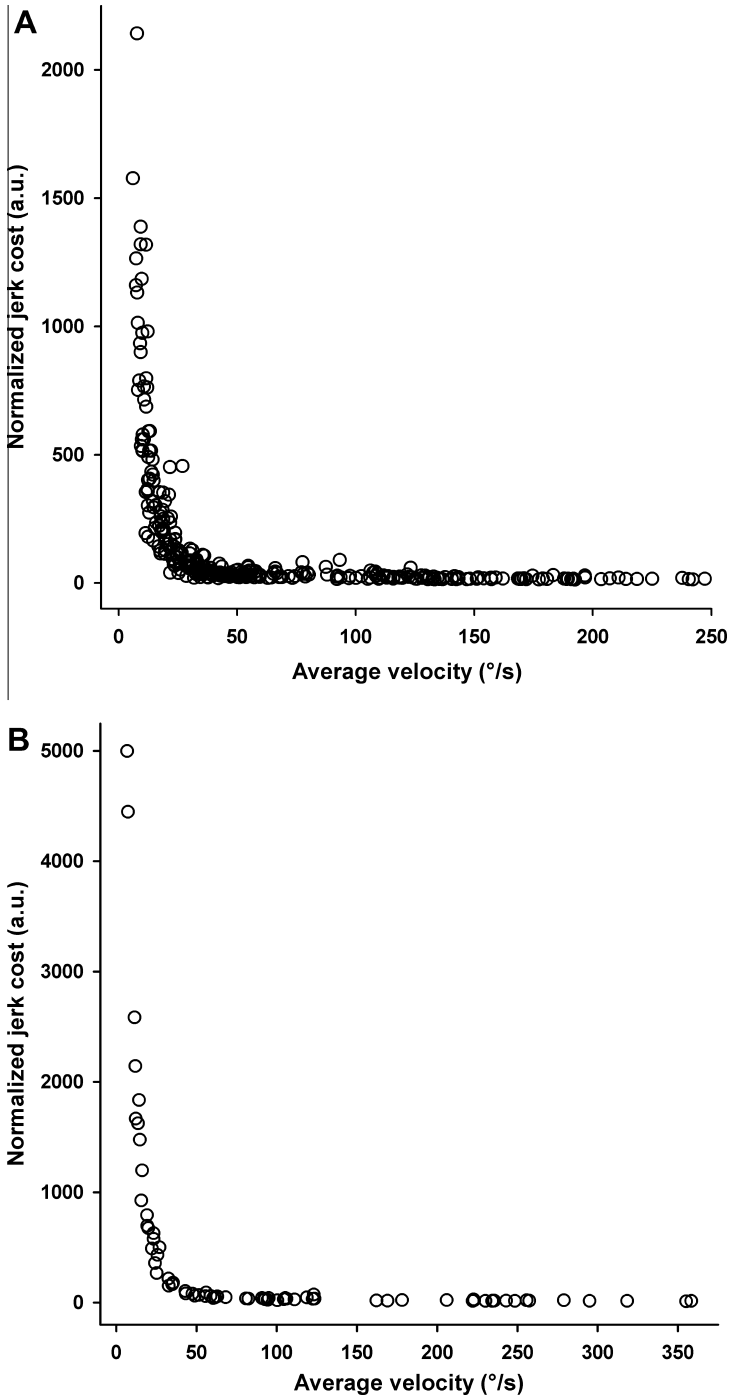 A
2000
1500
1000
500
0
Normalized jerk cost (a.u.)
0 50 100 150 200 250
Average velocity (°/s)
B
5000
4000
3000
2000
1000
0
Normalized jerk cost (a.u.)
0 50 100 150 200 250 300 350
Average velocity (°/s)